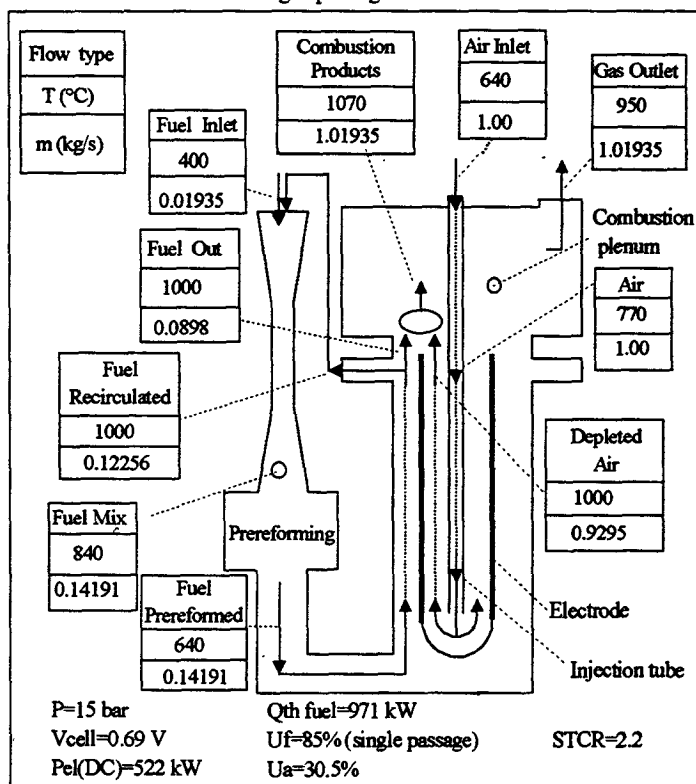 Flow type
T (°C)
m (kg/s)
Combustion
Products
1070
1.01935
Air Inlet
640
1.00
Gas Outlet
950
1.01935
Fuel Inlet
400
0.01935
Combustion
plenum
Fuel Out
1000
0.0898
Air
770
1.00
Fuel
Recirculated
1000
0.12256
Depleted
Air
1000
0.9295
Fuel Mix
840
0.14191
Prereforming
Fuel
Prereformed
640
0.14191
Electrode
Injection tube
P=15 bar
Qth fuel=971 kW
Vcell=0.69 V
Uf=85% (single passage)
STCR=2.2
Pel(DC)=522 kW
Ua=30.5%